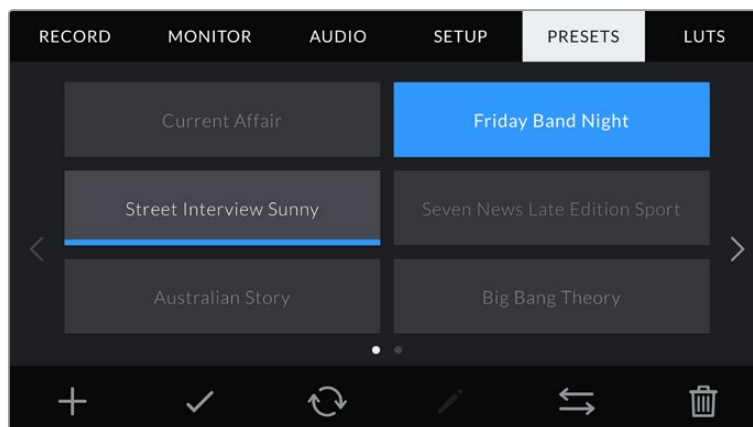 RECORD MONITOR AUDIO SETUP PRESETS LUTS
Current Affair Friday Band Night
Street Interview Sunny Seven News Late Edition Sport
Australian Story Big Bang Theory